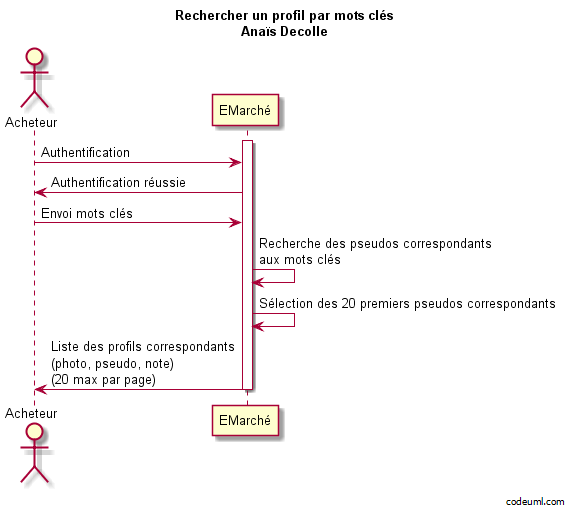 Rechercher un profil par mots clés
Anaïs Decolle
Acheteur
EMarché
Authentification
Authentification réussie
Envoi mots clés
Recherche des pseudos correspondants
aux mots clés
Sélection des 20 premiers pseudos correspondants
Liste des profils correspondants
(photo, pseudo, note)
(20 max par page)
Acheteur
EMarché
codeuml.com